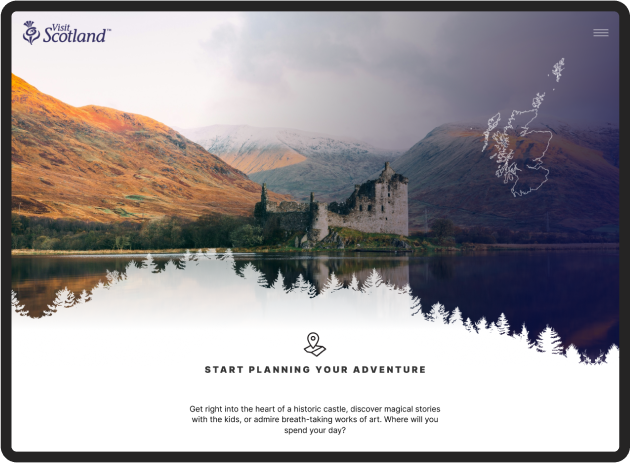 Visit
Scotland™
START PLANNING YOUR ADVENTURE
Get right into the heart of a historic castle, discover magical stories
with the kids, or admire breath-taking works of art. Where will you
spend your day?